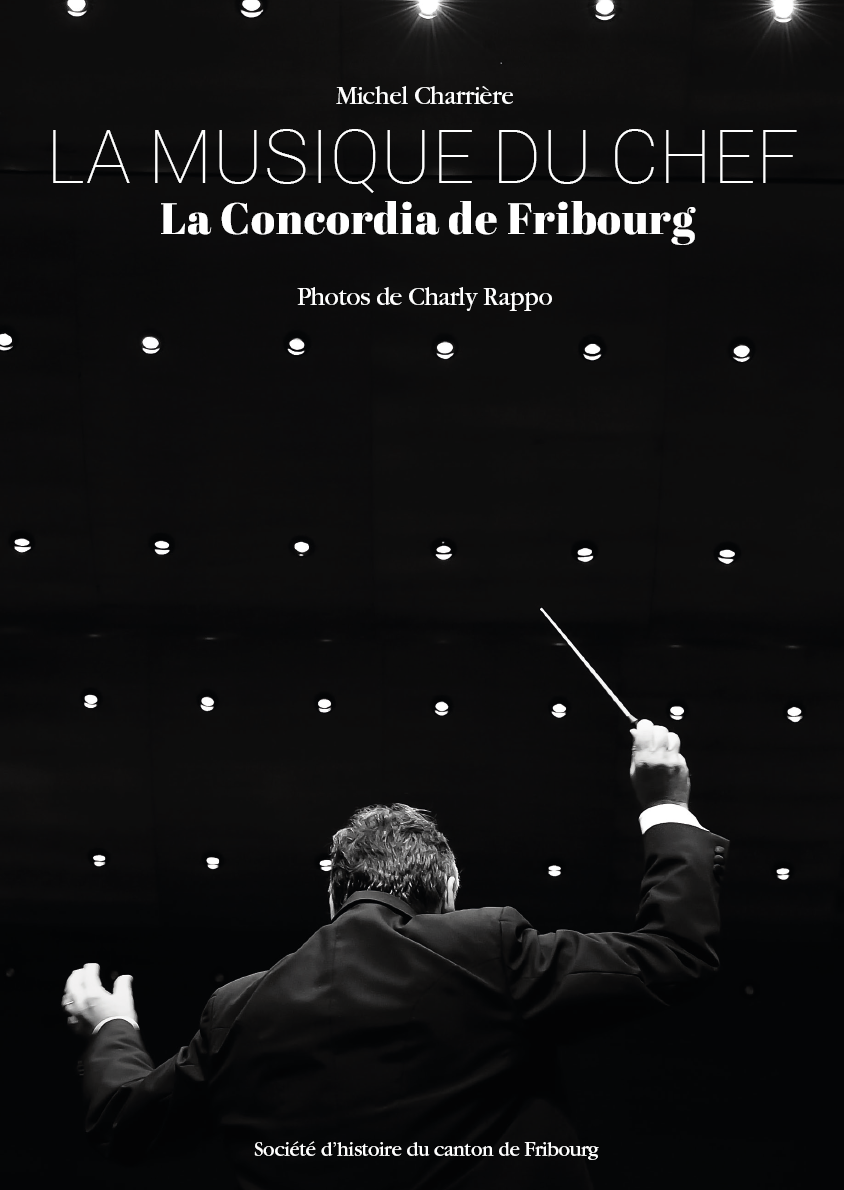 Michel Charrière
LA MUSIQUE DU CHEF
La Concordia de Fribourg
Photos de Charly Rappo
Société d'histoire du canton de Fribourg